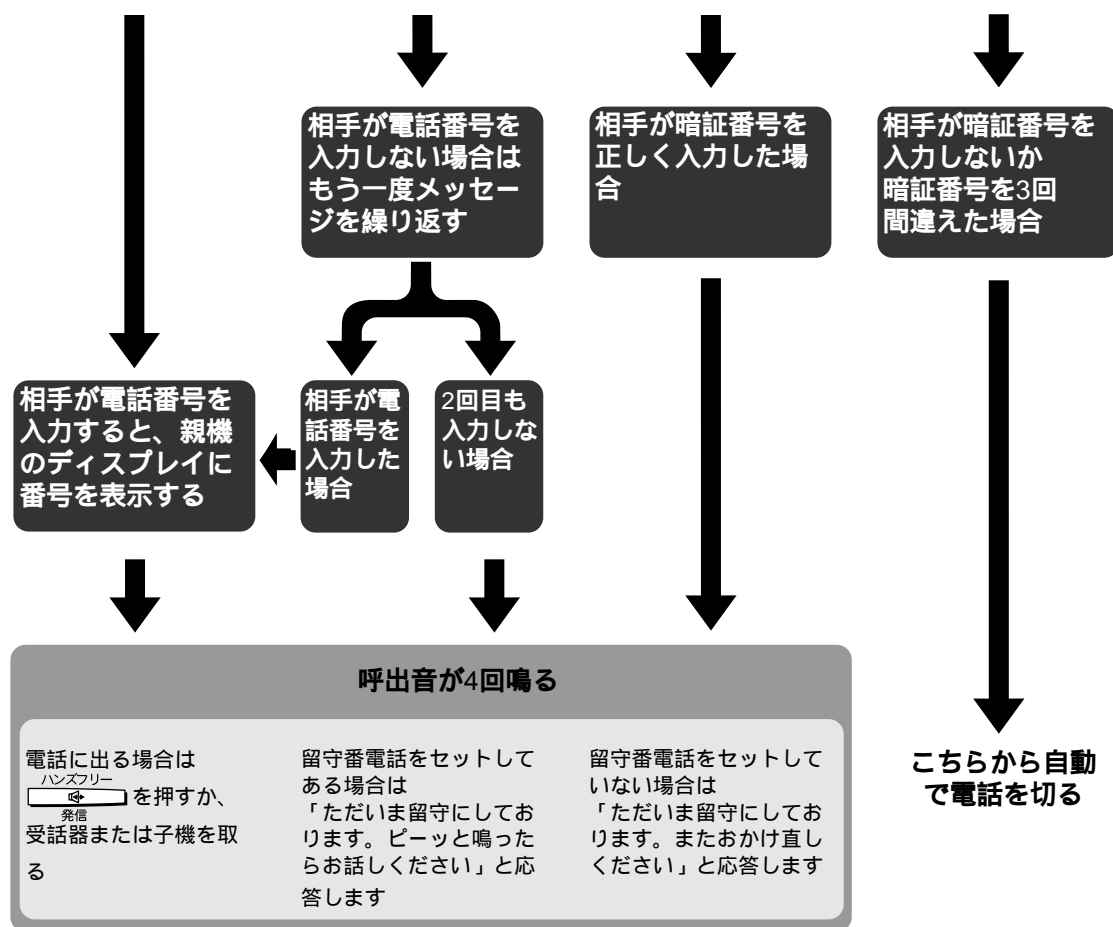 相手が電話番号を
入力しない場合は
もう一度メッセー
ジを繰り返す
相手が暗証番号を
正しく入力した場
合
相手が暗証番号を
入力しないか
暗証番号を3回
間違えた場合
相手が電話番号を
入力すると、親機
のディスプレイに
番号を表示する
相手が電
話番号を
入力した
場合
2回目も
入力しな
い場合
呼出音が4回鳴る
電話に出る場合は
ハンズフリー
を押すか、
発信
受話器または子機を取
る
留守番電話をセットして
ある場合は
「ただいま留守にしてお
ります。ピーッと鳴った
らお話しください」と応
答します
留守番電話をセットして
いない場合は
「ただいま留守にしてお
ります。またおかけ直し
ください」と応答します
こちらから自動
で電話を切る